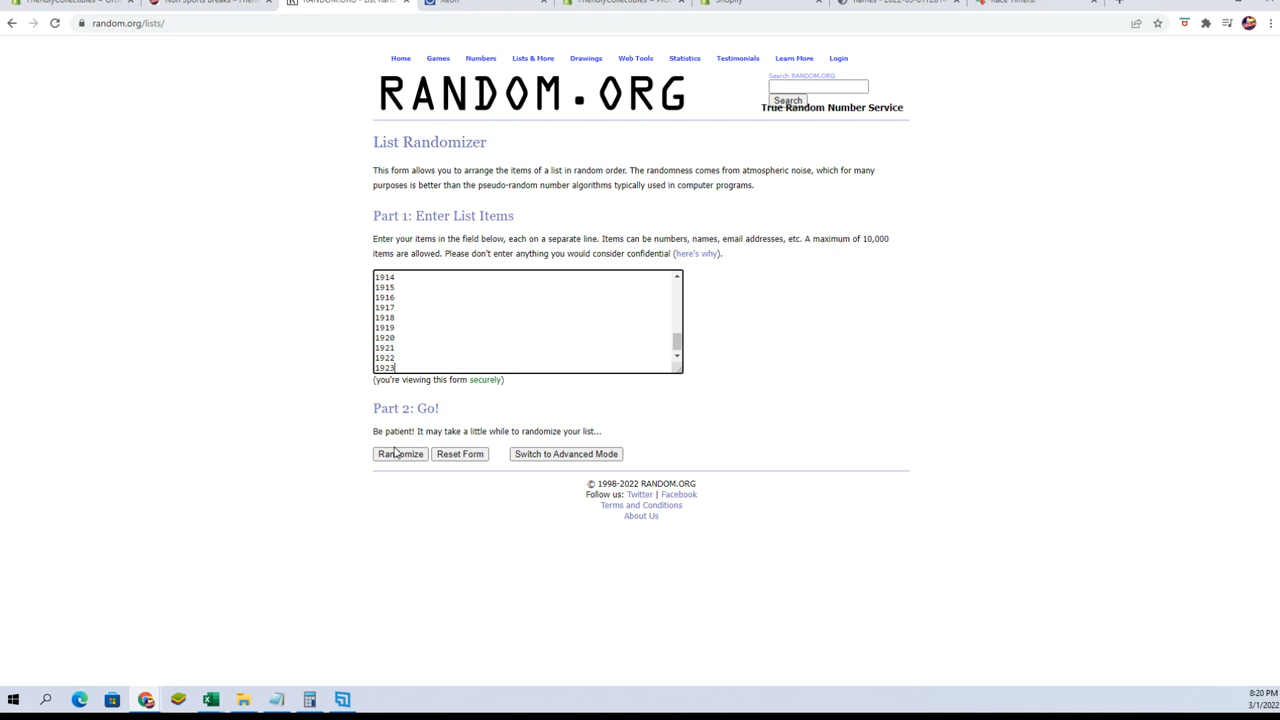 random.org/lists/
Home Games Numbers Lists & More Drawings Web Tools Statistics Testimonials Learn More Login
Search RANDOM.ORG
RANDOM.ORG
Search
True Random Number Service
List Randomizer
This form allows you to arrange the items of a list in random order. The randomness comes from atmospheric noise, which for many
purposes is better than the pseudo-random number algorithms typically used in computer programs.
Part 1: Enter List Items
Enter your items in the field below, each on a separate line. Items can be numbers, names, email addresses, etc. A maximum of 10,000
items are allowed. Please don't enter anything you would consider confidential (here's why).
1914
1915
1916
1917
1918
1919
1920
1921
1922
1923
(you're viewing this form securely)
Part 2: Go!
Be patient! It may take a little while to randomize your list...
Randomize Reset Form Switch to Advanced Mode
© 1998-2022 RANDOM.ORG
Follow us: Twitter | Facebook
Terms and Conditions
About Us
8:20 PM
3/1/2022